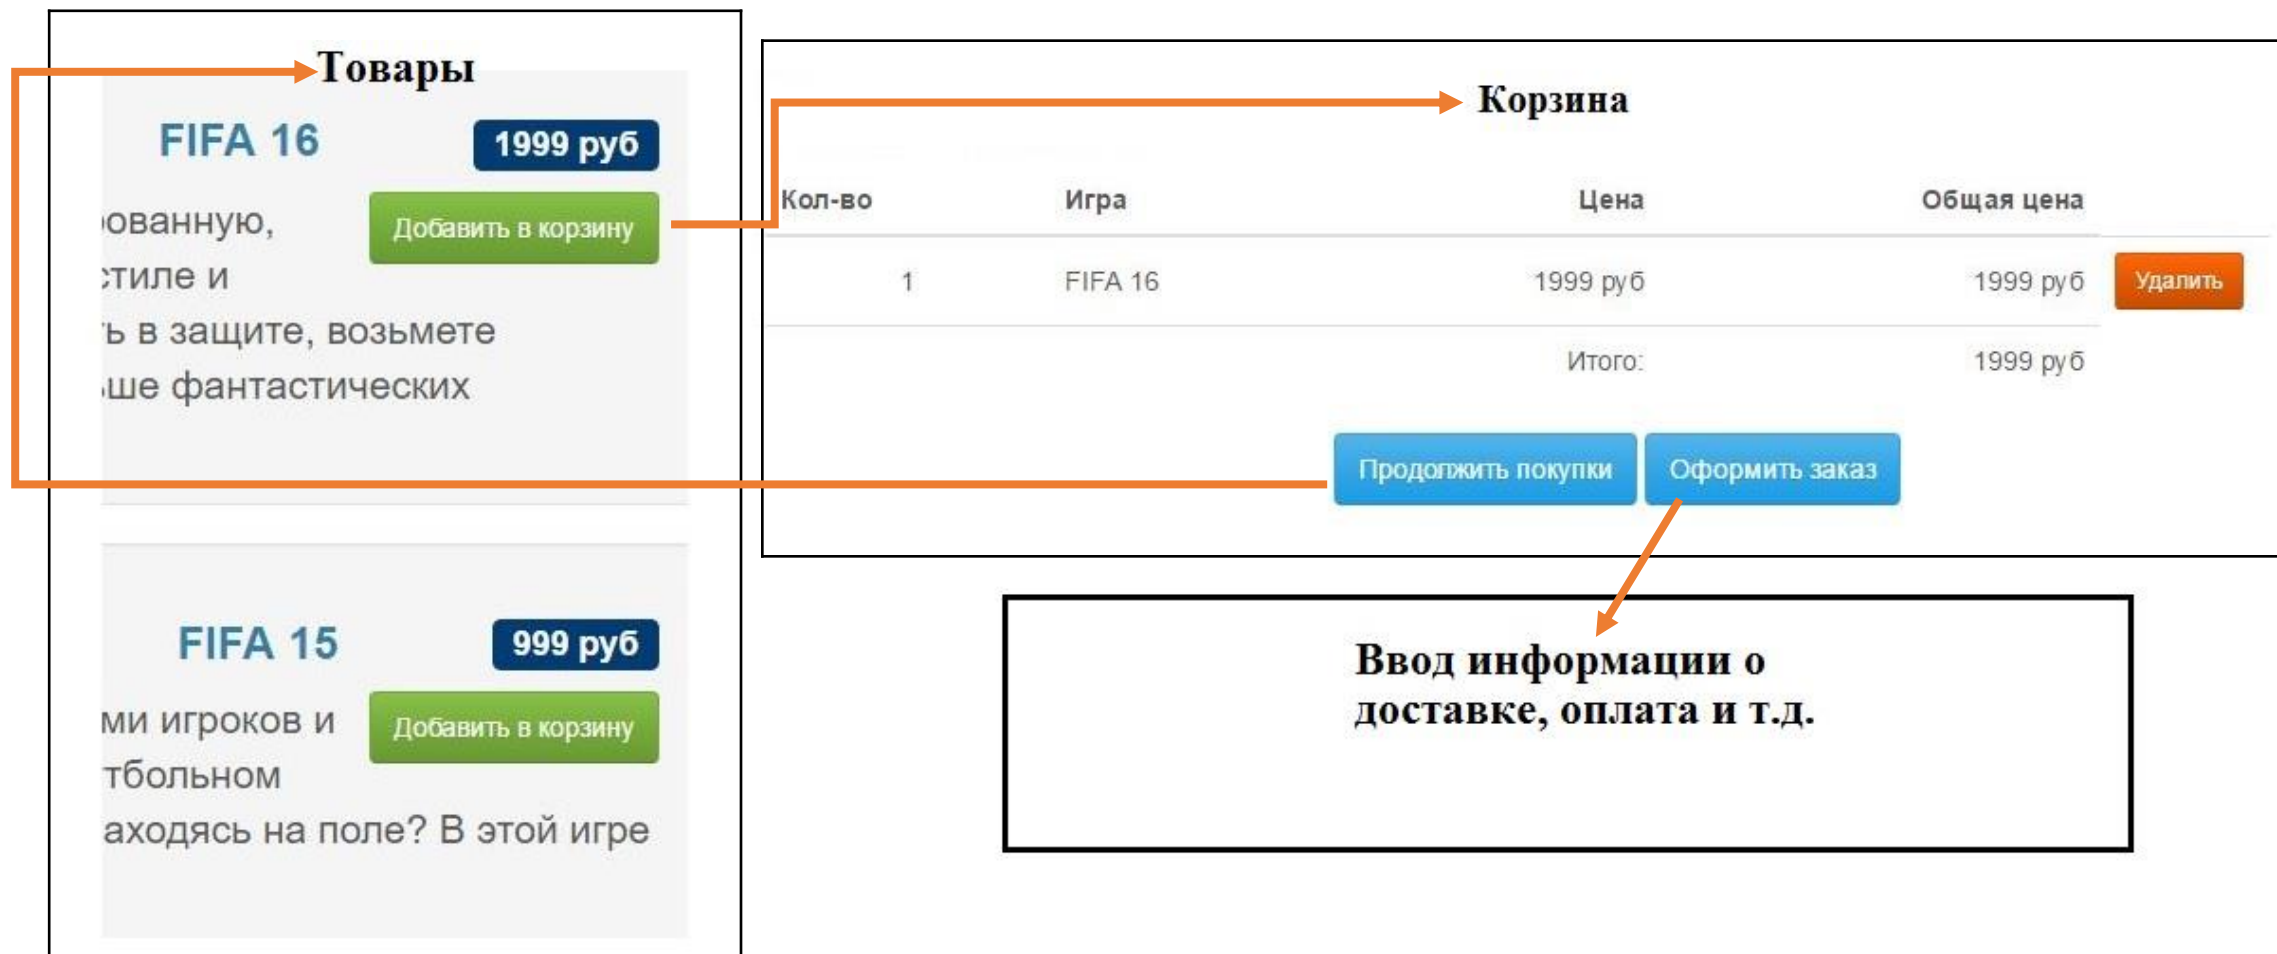 Товары
FIFA 16
1999 руб
Добавить в корзину
ованную,
стиле и
ь в защите, возьмете
ьше фантастических
FIFA 15
999 руб
Добавить в корзину
ми игроков и
тбольном
аходясь на поле? В этой игре
Корзина
Кол-во Игра Цена Общая цена
1 FIFA 16 1999 руб 1999 руб Удалить
Итого: 1999 руб
Продолжить покупки Оформить заказ
Ввод информации о
доставке, оплата и т.д.